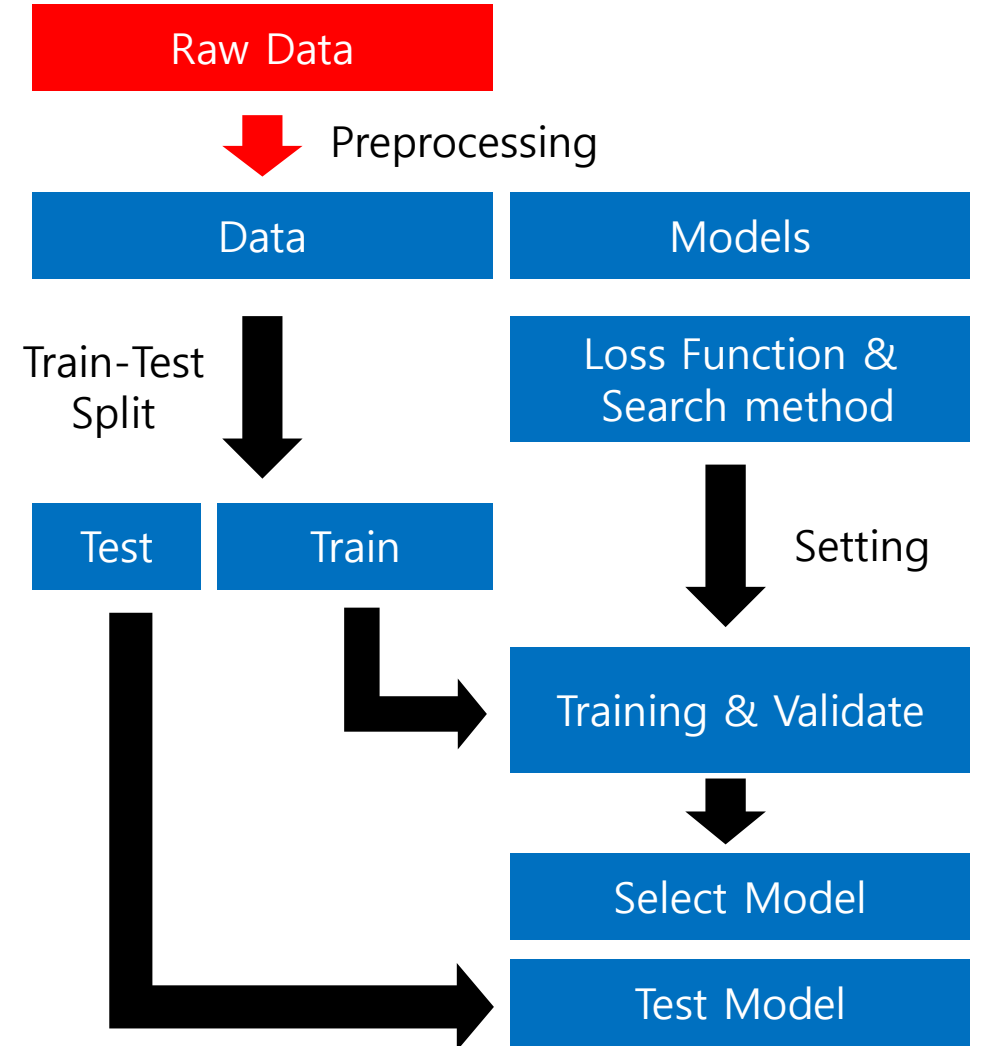 Raw Data
Preprocessing
Data
Models
Train-Test
Split
Loss Function &
Search method
Test
Train
Setting
Training & Validate
Select Model
Test Model